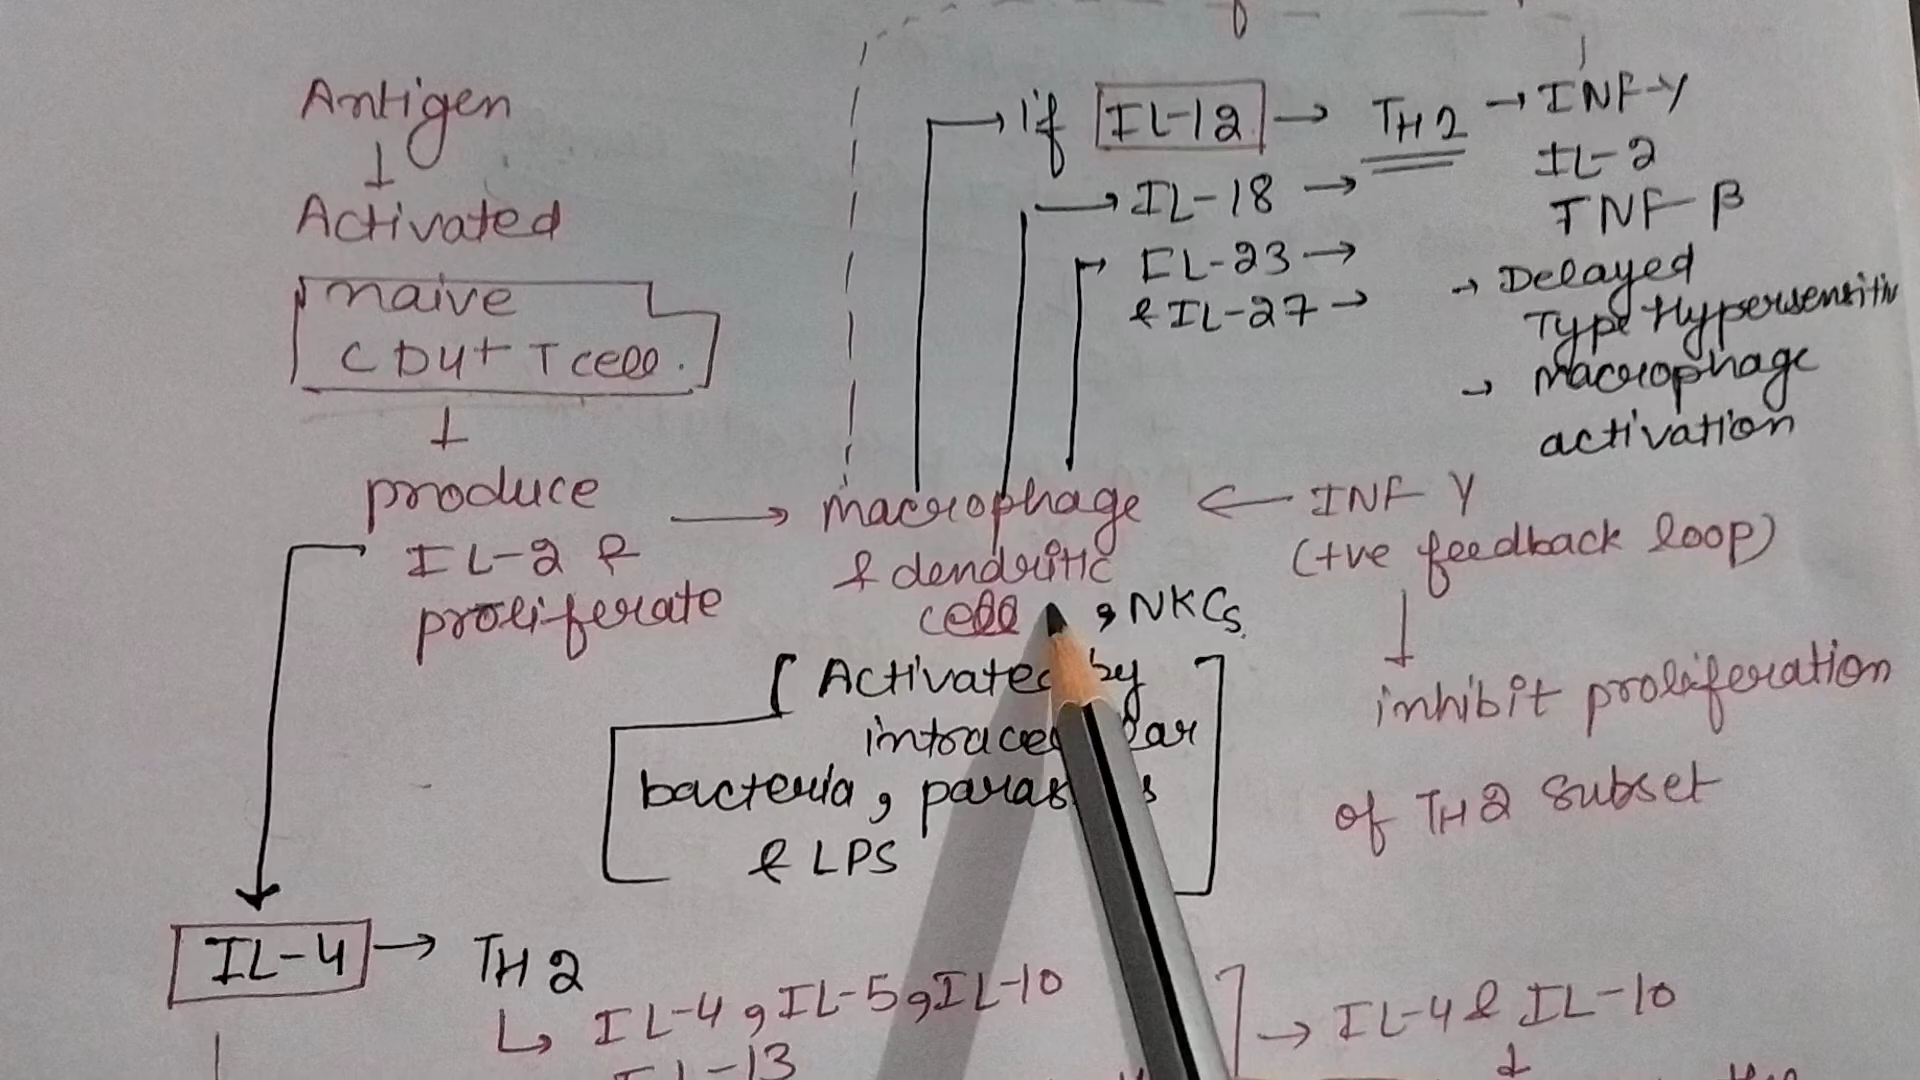 Antigen
Activated
naive
CD4+ T cell.
produce
IL-2 &
proliferate
if IL-12 → TH2 → INF-γ
IL-2
TNF-β
→ IL-18 →
IL-23 →
& IL-27 →
→ Delayed
Type Hypersensitiv
→ macrophage
activation
→ macrophage ← INF γ
& dendritic
cell , NKCs.
(+ve feedback loop)
inhibit proliferation
of TH2 subset
[Activated by
bacteria,
& LPS
IL-4 → TH2
↳ IL-4, IL-5, IL-10
IL-13
→ IL-4 & IL-10